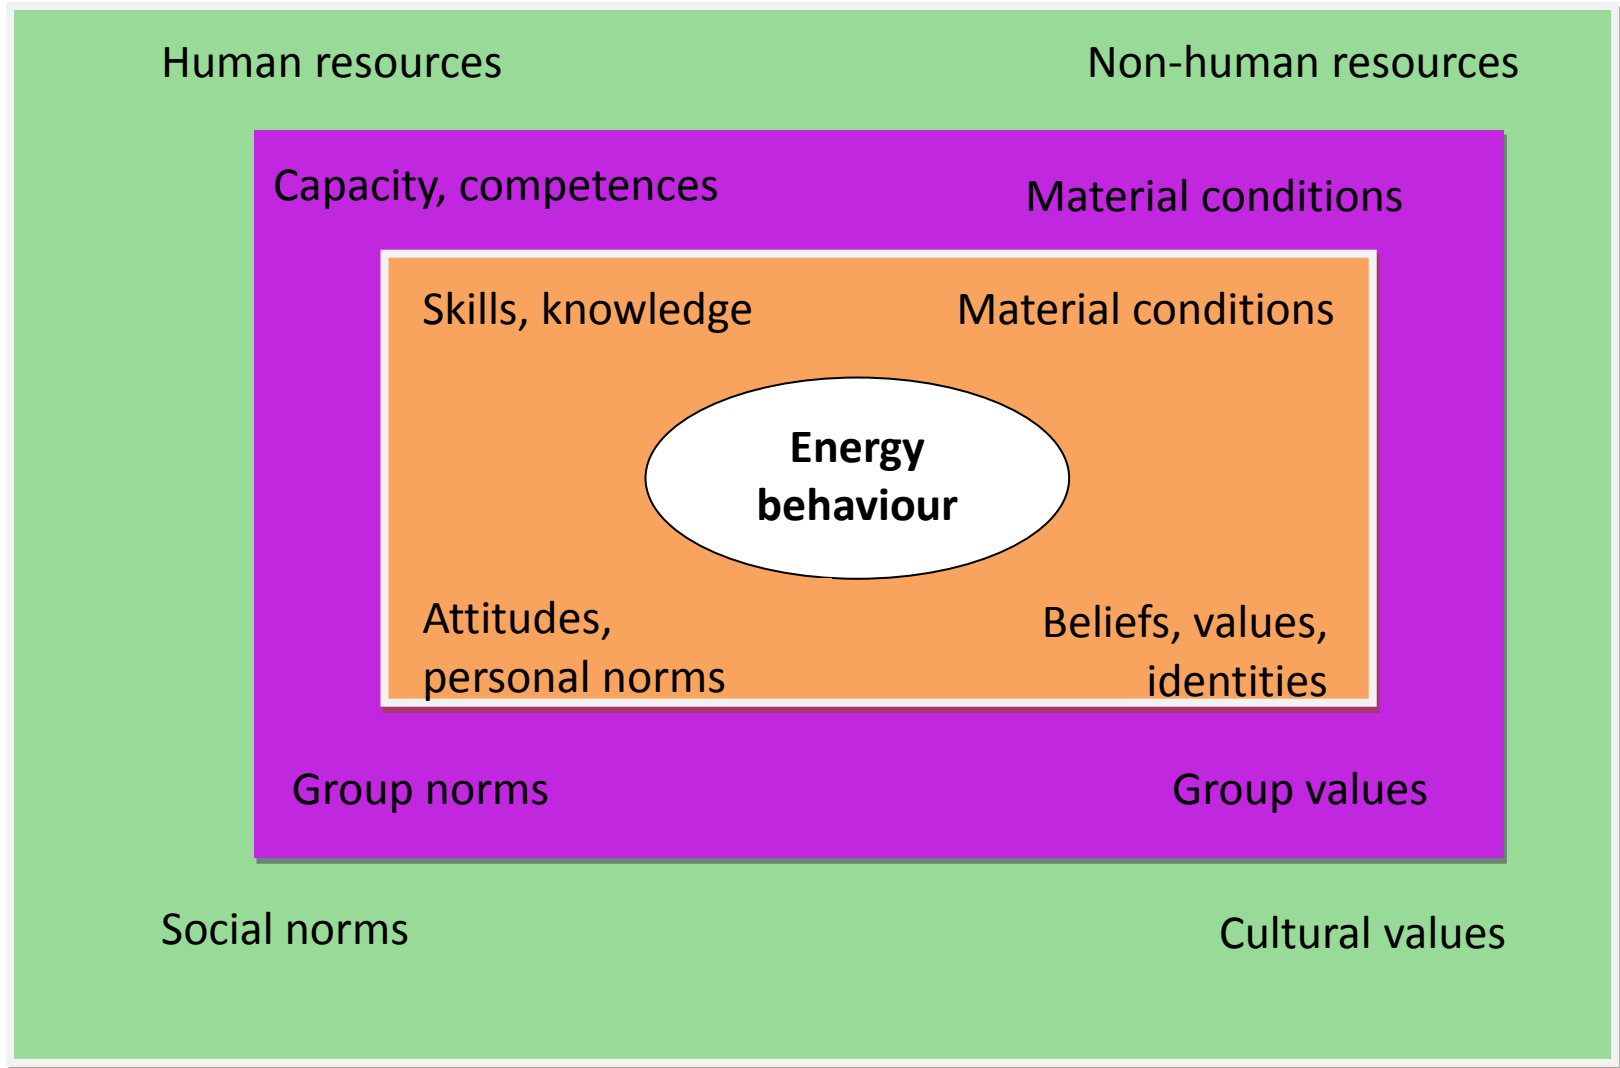 Human resources
Non-human resources
Capacity, competences
Material conditions
Skills, knowledge
Material conditions
Energy
behaviour
Attitudes,
personal norms
Beliefs, values,
identities
Group norms
Group values
Social norms
Cultural values